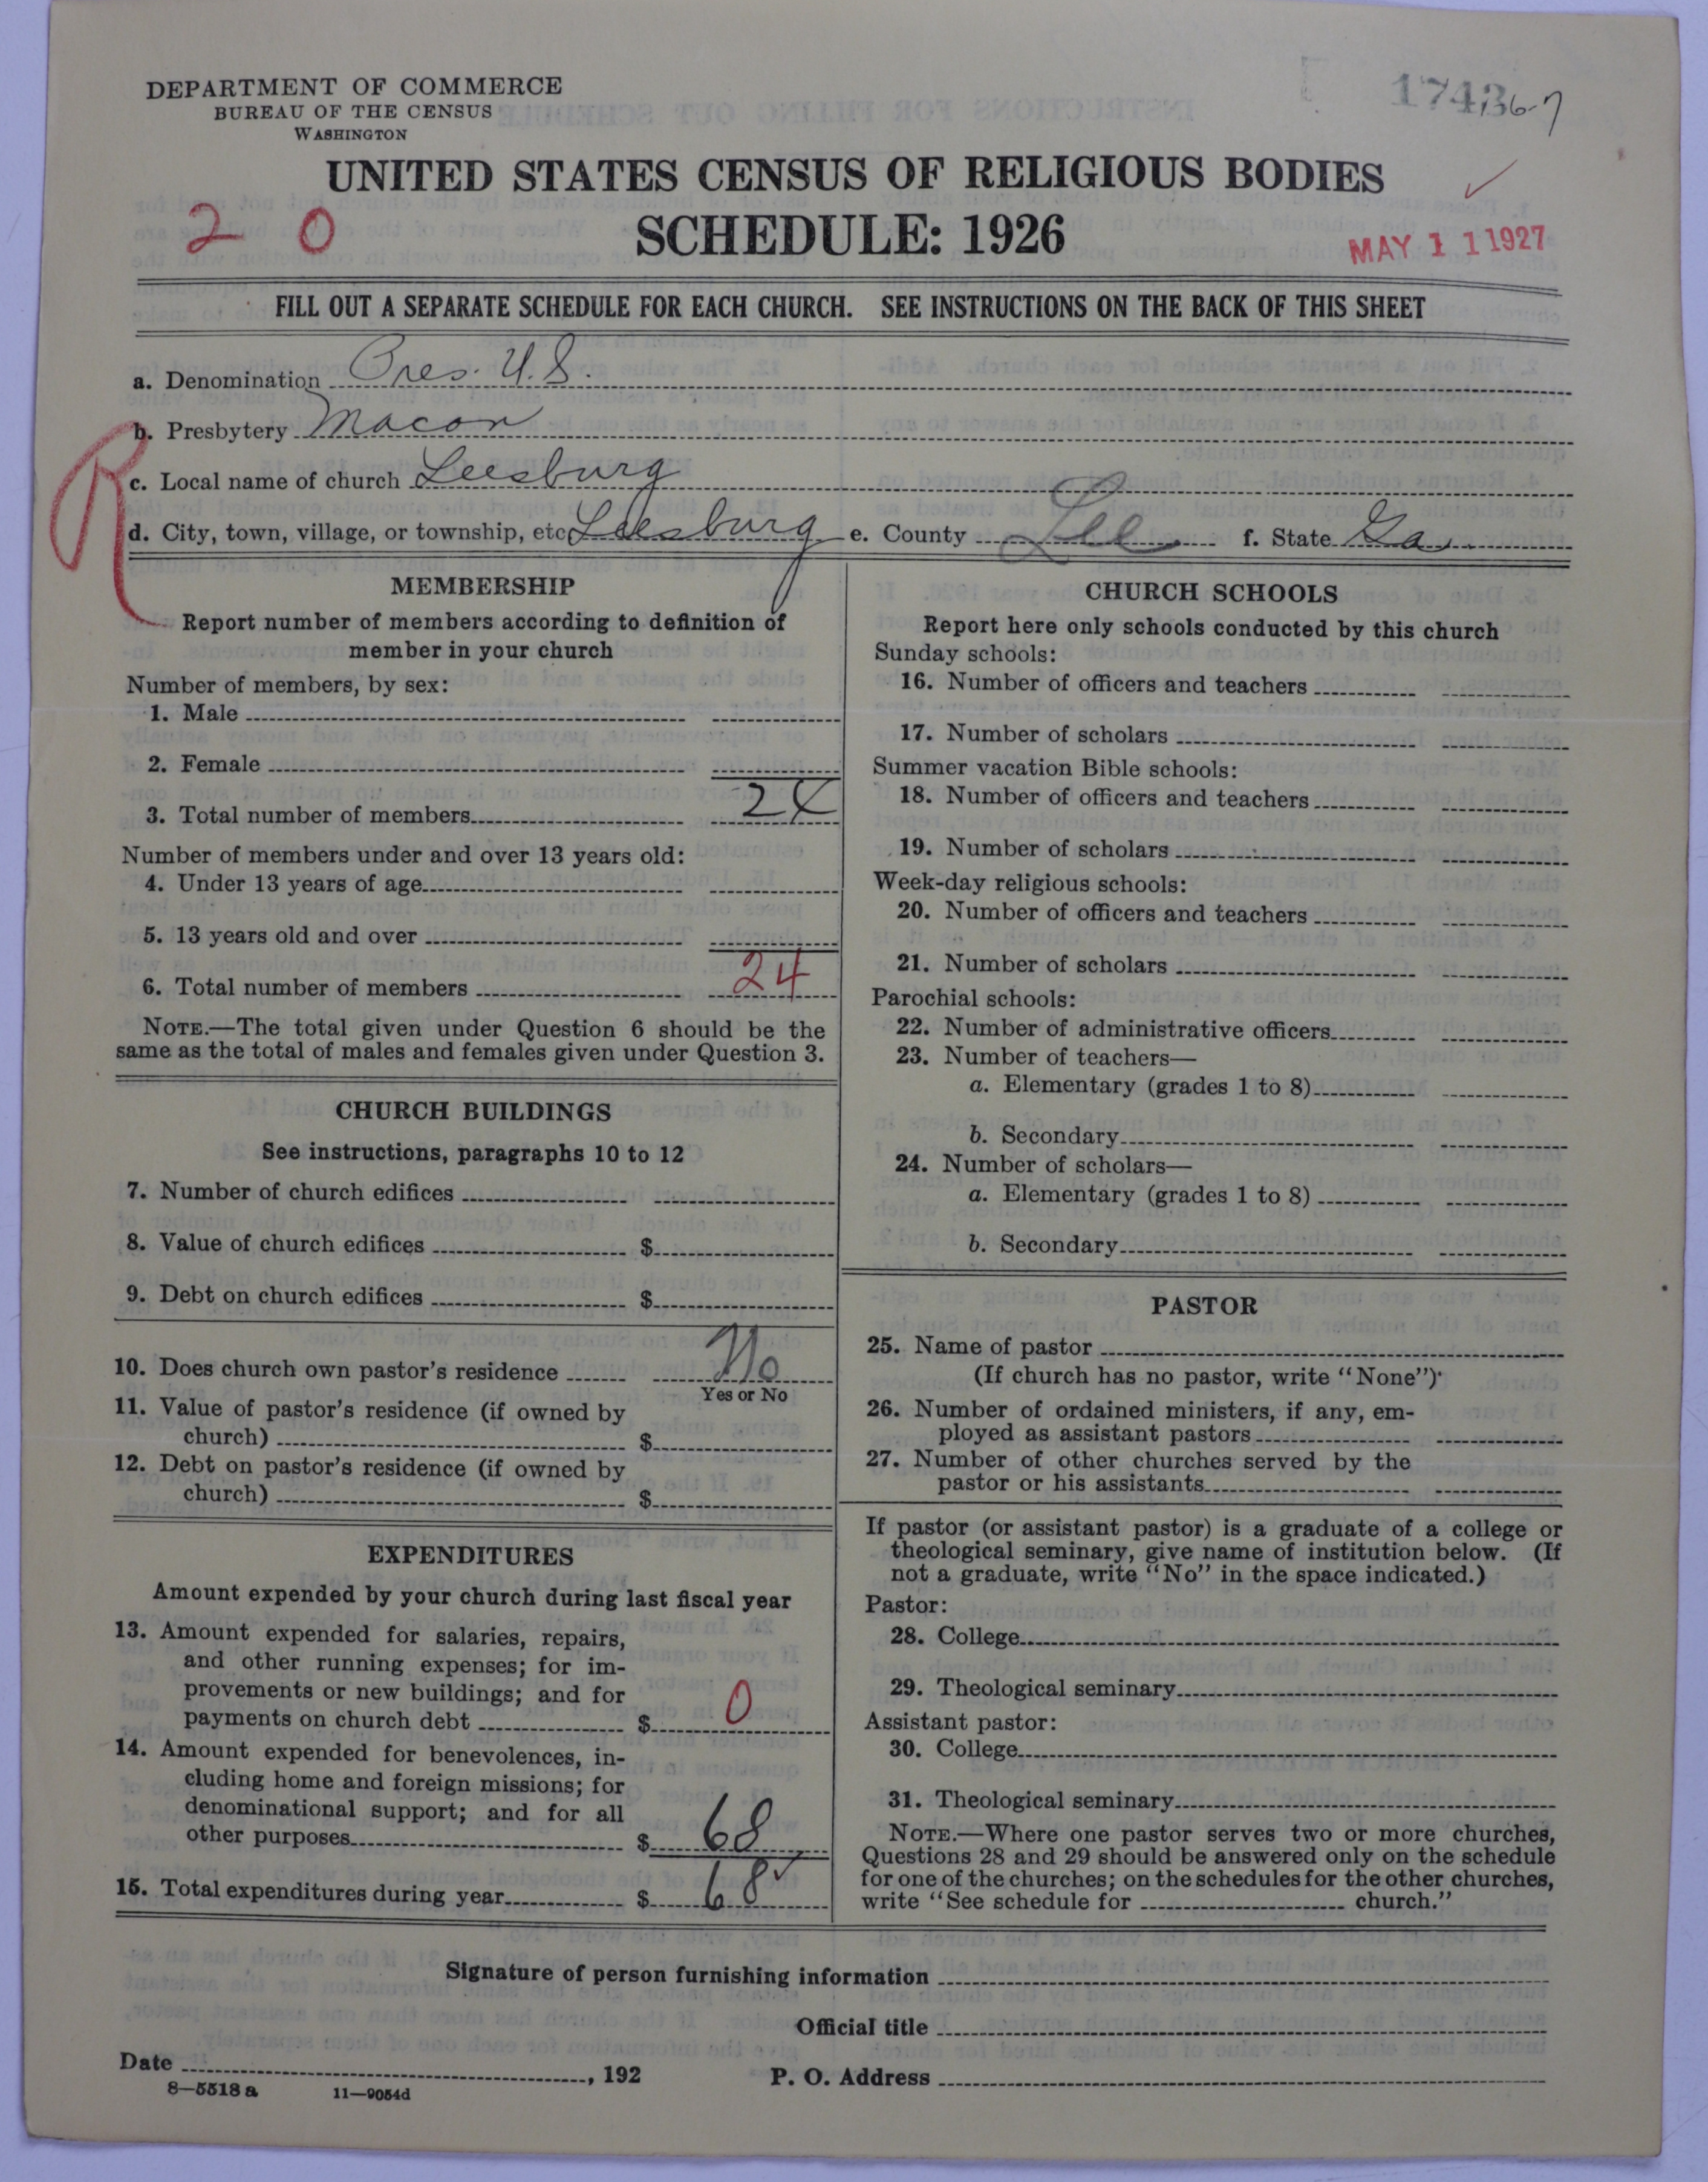 DEPARTMENT OF COMMERCE
BUREAU OF THE CENSUS
WASHINGTON
1743
136-7
UNITED STATES CENSUS OF RELIGIOUS BODIES
SCHEDULE: 1926
2 0
MAY 11 1927
FILL OUT A SEPARATE SCHEDULE FOR EACH CHURCH. SEE INSTRUCTIONS ON THE BACK OF THIS SHEET
a. Denomination Pres. U.S.
b. Presbytery Macon
R
c. Local name of church Leesburg
d. City, town, village, or township, etc. Leesburg e. County Lee f. State Ga.
MEMBERSHIP
Report number of members according to definition of
member in your church
Number of members, by sex:
1. Male
2. Female
3. Total number of members 24
Number of members under and over 13 years old:
4. Under 13 years of age
5. 13 years old and over
6. Total number of members 24
NOTE.—The total given under Question 6 should be the
same as the total of males and females given under Question 3.
CHURCH BUILDINGS
See instructions, paragraphs 10 to 12
7. Number of church edifices
8. Value of church edifices $
9. Debt on church edifices $
10. Does church own pastor's residence No
Yes or No
11. Value of pastor's residence (if owned by
church) $
12. Debt on pastor's residence (if owned by
church) $
EXPENDITURES
Amount expended by your church during last fiscal year
13. Amount expended for salaries, repairs,
and other running expenses; for im-
provements or new buildings; and for
payments on church debt $ 0
14. Amount expended for benevolences, in-
cluding home and foreign missions; for
denominational support; and for all
other purposes $ 68
15. Total expenditures during year $ 68
CHURCH SCHOOLS
Report here only schools conducted by this church
Sunday schools:
16. Number of officers and teachers
17. Number of scholars
Summer vacation Bible schools:
18. Number of officers and teachers
19. Number of scholars
Week-day religious schools:
20. Number of officers and teachers
21. Number of scholars
Parochial schools:
22. Number of administrative officers
23. Number of teachers—
a. Elementary (grades 1 to 8)
b. Secondary
24. Number of scholars—
a. Elementary (grades 1 to 8)
b. Secondary
PASTOR
25. Name of pastor
(If church has no pastor, write "None")
26. Number of ordained ministers, if any, em-
ployed as assistant pastors
27. Number of other churches served by the
pastor or his assistants
If pastor (or assistant pastor) is a graduate of a college or
theological seminary, give name of institution below. (If
not a graduate, write "No" in the space indicated.)
Pastor:
28. College
29. Theological seminary
Assistant pastor:
30. College
31. Theological seminary
NOTE.—Where one pastor serves two or more churches,
Questions 28 and 29 should be answered only on the schedule
for one of the churches; on the schedules for the other churches,
write "See schedule for church."
Signature of person furnishing information
Official title
Date , 192
P. O. Address
8—5518 a 11—9054d